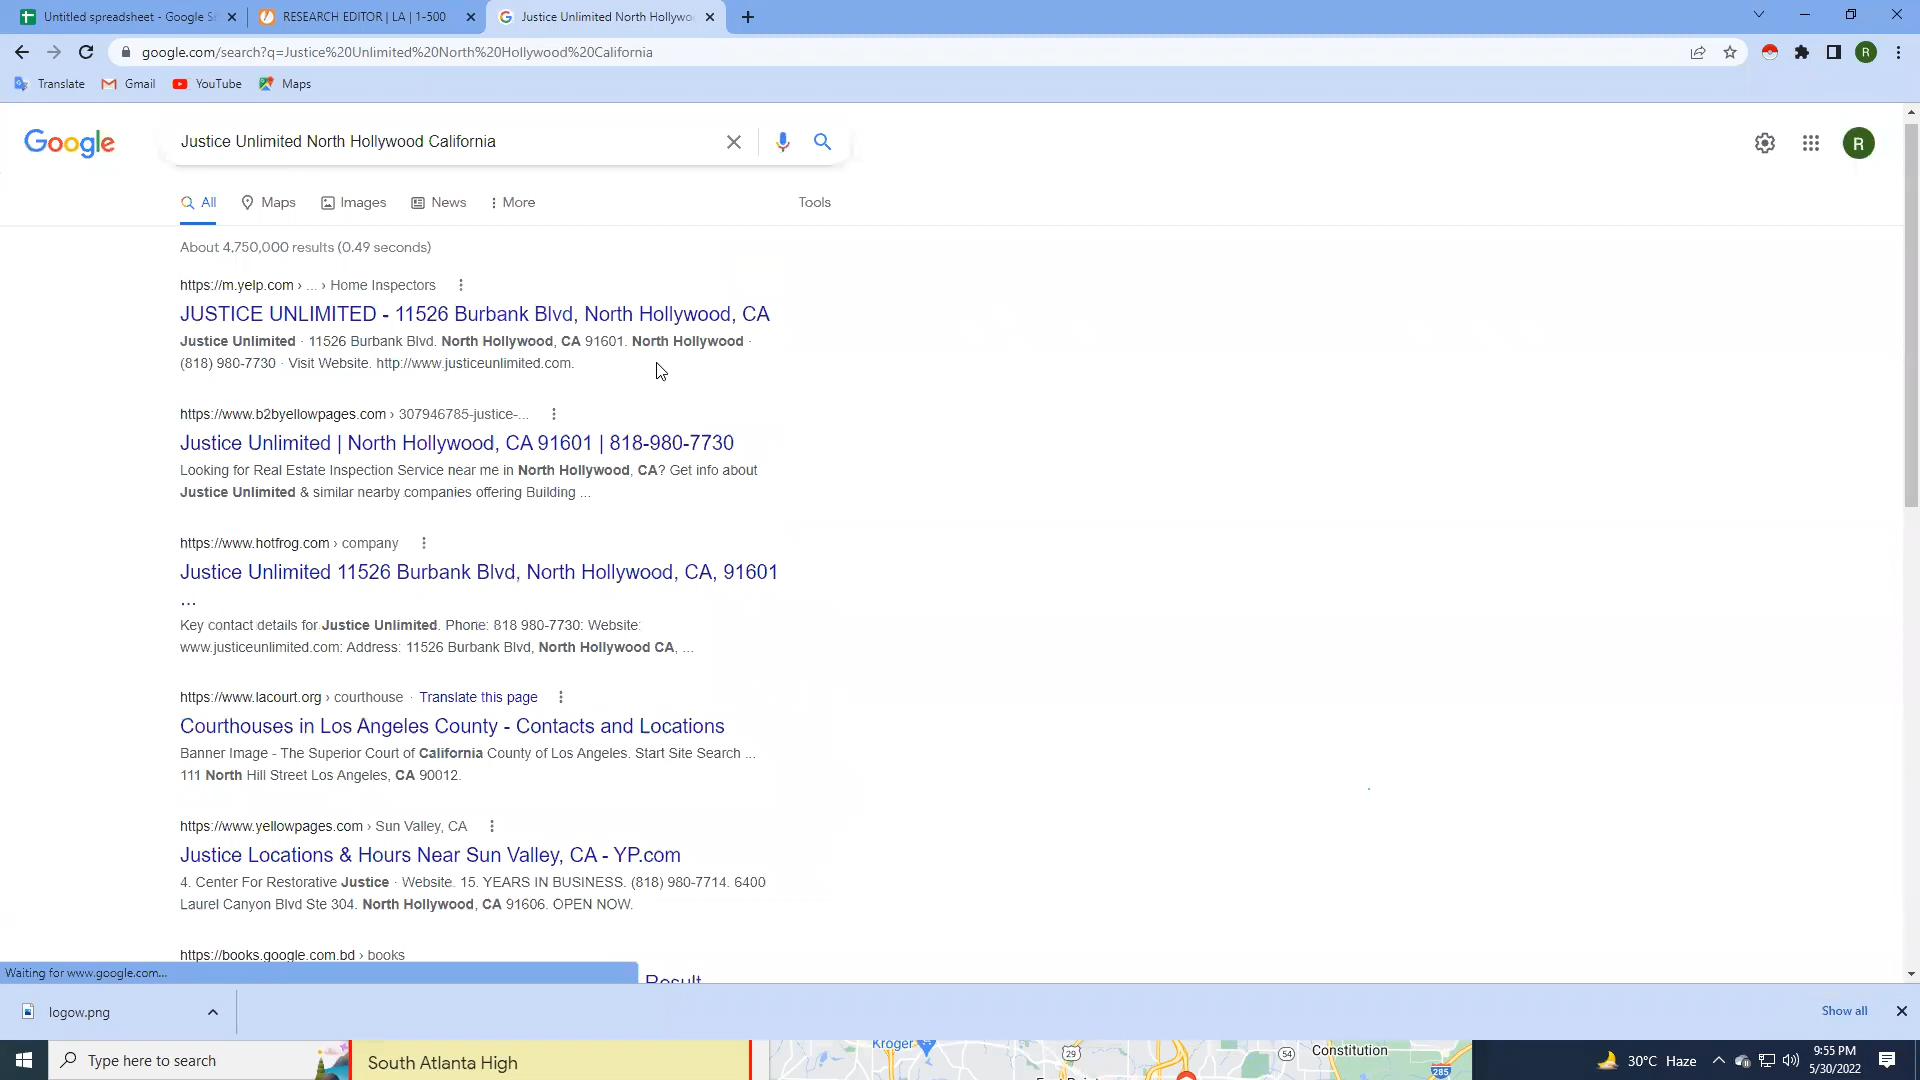 Untitled spreadsheet - Google S
RESEARCH EDITOR | LA | 1-500
Justice Unlimited North Hollywo
google.com/search?q=Justice%20Unlimited%20North%20Hollywood%20California
R
Translate
Gmail
YouTube
Maps
Google
Justice Unlimited North Hollywood California
R
All
Maps
Images
News
More
Tools
About 4,750,000 results (0.49 seconds)
https://m.yelp.com › ... › Home Inspectors
JUSTICE UNLIMITED - 11526 Burbank Blvd, North Hollywood, CA
Justice Unlimited · 11526 Burbank Blvd. North Hollywood, CA 91601. North Hollywood ·
(818) 980-7730 · Visit Website. http://www.justiceunlimited.com.
https://www.b2byellowpages.com › 307946785-justice-...
Justice Unlimited | North Hollywood, CA 91601 | 818-980-7730
Looking for Real Estate Inspection Service near me in North Hollywood, CA? Get info about
Justice Unlimited & similar nearby companies offering Building ...
https://www.hotfrog.com › company
Justice Unlimited 11526 Burbank Blvd, North Hollywood, CA, 91601
...
Key contact details for Justice Unlimited. Phone: 818 980-7730: Website:
www.justiceunlimited.com: Address: 11526 Burbank Blvd, North Hollywood CA, ...
https://www.lacourt.org › courthouse · Translate this page
Courthouses in Los Angeles County - Contacts and Locations
Banner Image - The Superior Court of California County of Los Angeles. Start Site Search ...
111 North Hill Street Los Angeles, CA 90012.
https://www.yellowpages.com › Sun Valley, CA
Justice Locations & Hours Near Sun Valley, CA - YP.com
4. Center For Restorative Justice · Website. 15. YEARS IN BUSINESS. (818) 980-7714. 6400
Laurel Canyon Blvd Ste 304. North Hollywood, CA 91606. OPEN NOW.
https://books.google.com.bd › books
Waiting for www.google.com...
Result
logow.png
Show all
Type here to search
South Atlanta High
Kroger
29
54
Constitution
285
30°C Haze
9:55 PM
5/30/2022